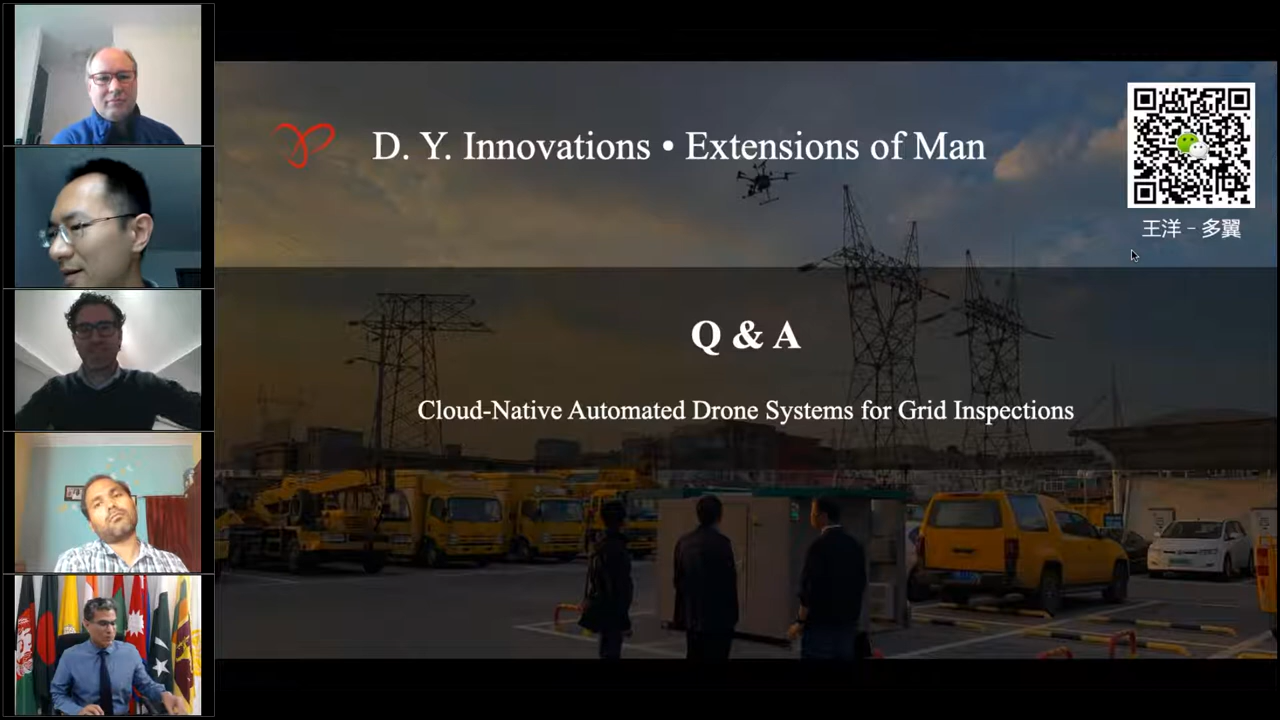 D. Y. Innovations • Extensions of Man
王洋 - 多翼
Q & A
Cloud-Native Automated Drone Systems for Grid Inspections